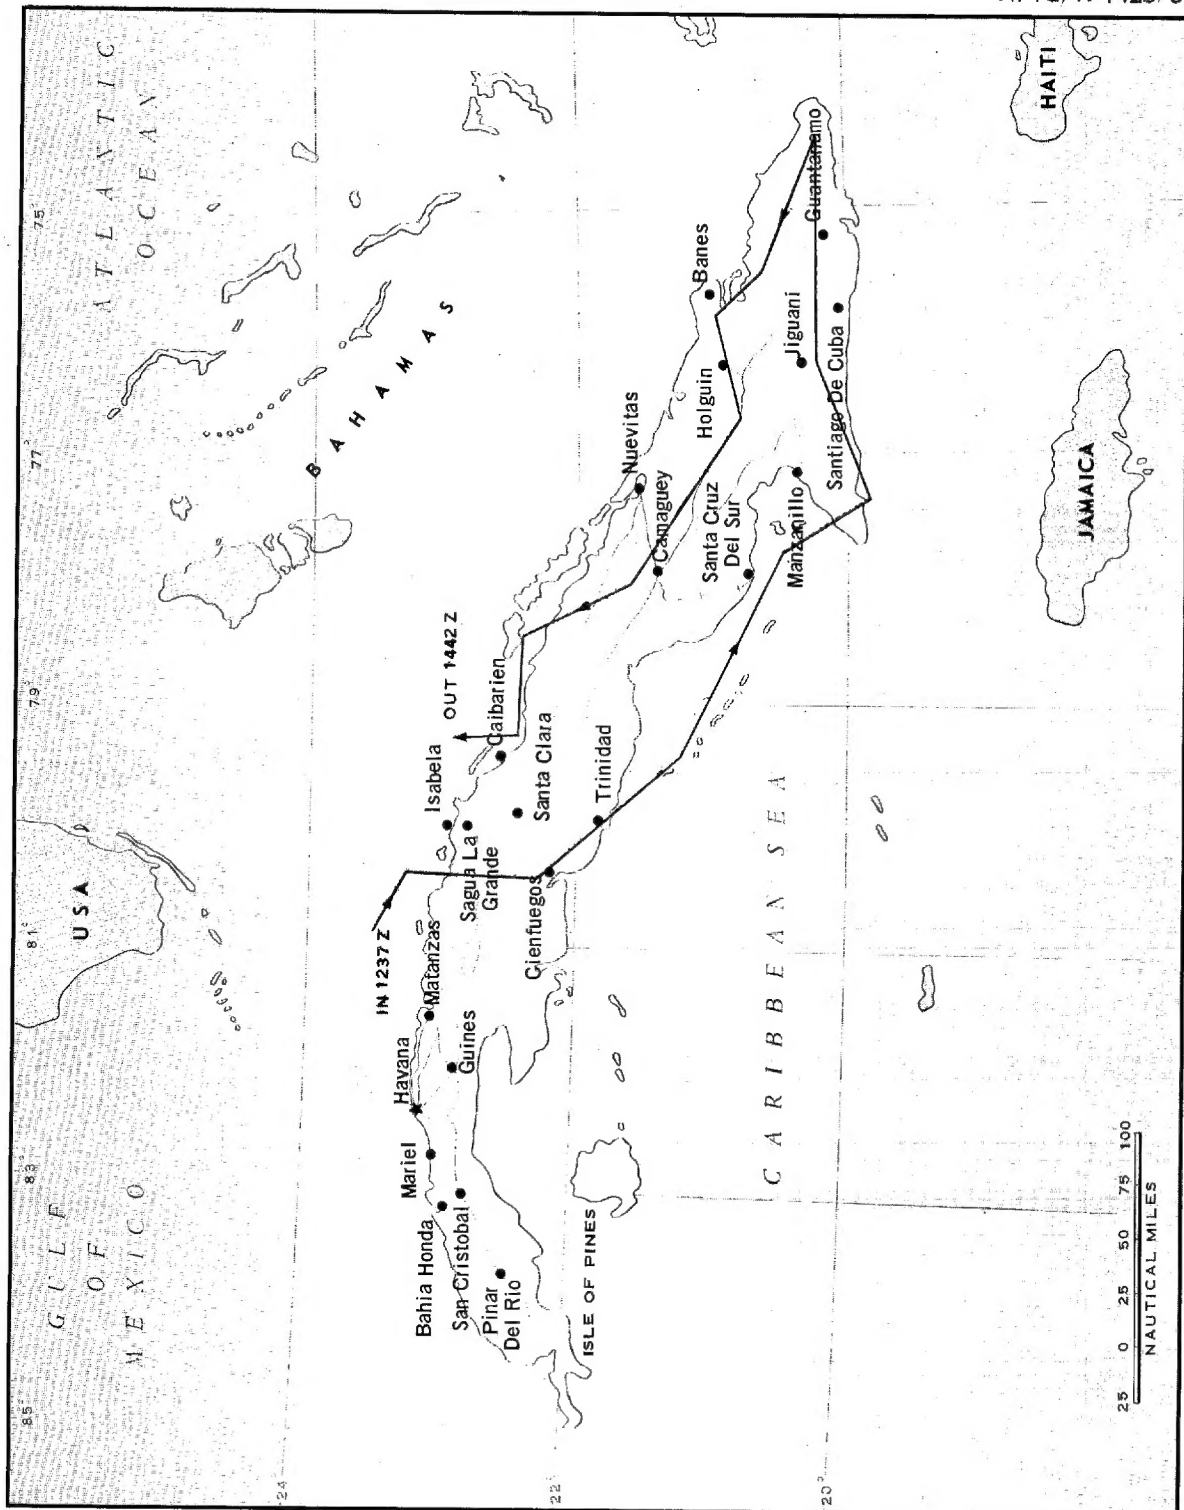 GULF
OF
MEXICO
ATLANTIC
OCEAN
USA
BAHAMAS
HAITI
JAMAICA
CARIBBEAN SEA
ISLE OF PINES
85°
83°
81°
79°
77°
75°
24°
22°
20°
IN 1237 Z
OUT 1442 Z
Havana
Mariel
Bahia Honda
San Cristobal
Pinar
Del Rio
Guines
Matanzas
Isabela
Sagua La
Grande
Cienfuegos
Santa Clara
Caibarien
Trinidad
Nuevitas
Camaguey
Santa Cruz
Del Sur
Manzanillo
Holguin
Banes
Jiguani
Santiago De Cuba
Guantanamo
25 0 25 50 75 100
NAUTICAL MILES